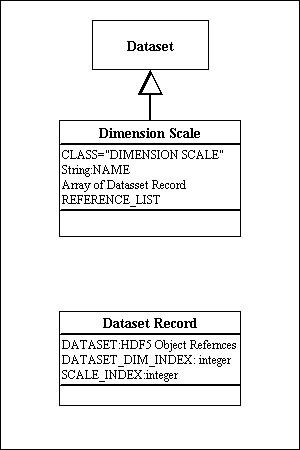 Dataset
Dimension Scale
CLASS="DIMENSION SCALE"
String:NAME
Array of Datasset Record
REFERENCE_LIST
Dataset Record
DATASET:HDF5 Object Refernces
DATASET_DIM_INDEX: integer
SCALE_INDEX:integer